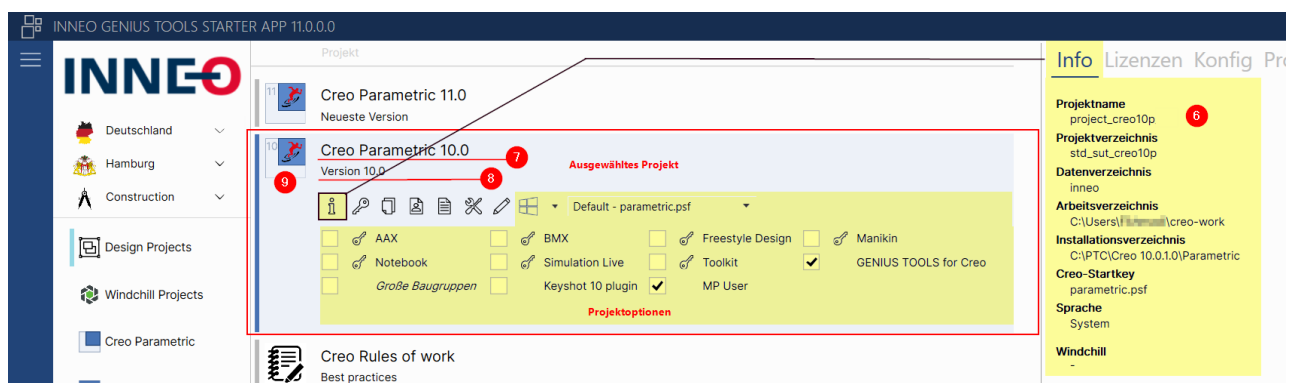 INNEO GENIUS TOOLS STARTER APP 11.0.0.0
INNEO
Deutschland
Hamburg
Construction
Design Projects
Windchill Projects
Creo Parametric
Projekt
11
Creo Parametric 11.0
Neueste Version
10
Creo Parametric 10.0
7
Version 10.0
8
9
Ausgewähltes Projekt
Default - parametric.psf
AAX BMX Freestyle Design Manikin
Notebook Simulation Live Toolkit GENIUS TOOLS for Creo
Große Baugruppen Keyshot 10 plugin MP User
Projektoptionen
Creo Rules of work
Best practices
Info Lizenzen Konfig Pro
Projektname
project_creo10p
6
Projektverzeichnis
std_sut_creo10p
Datenverzeichnis
inneo
Arbeitsverzeichnis
C:\Users\ \creo-work
Installationsverzeichnis
C:\PTC\Creo 10.0.1.0\Parametric
Creo-Startkey
parametric.psf
Sprache
System
Windchill
-